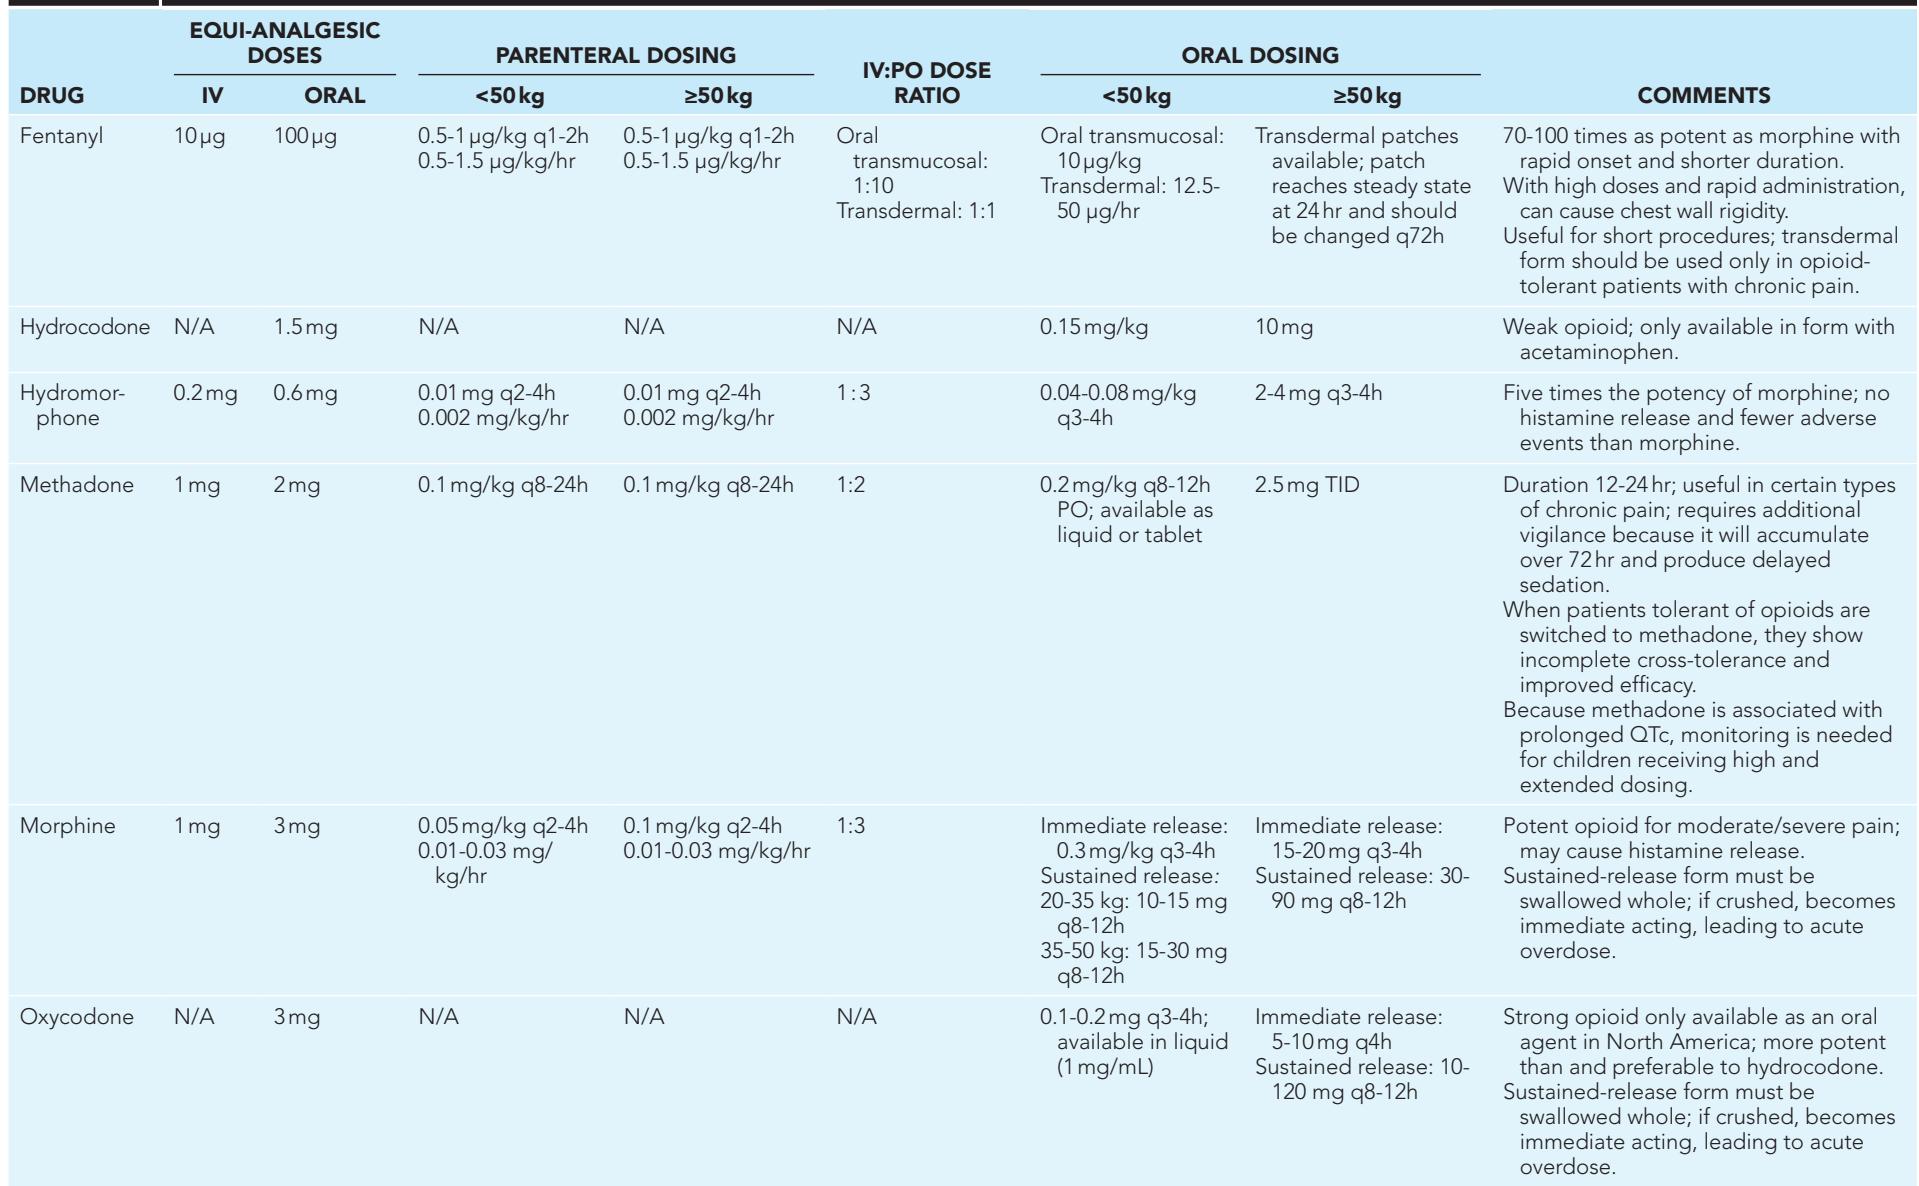 EQUI-ANALGESIC
DOSES
PARENTERAL DOSING
IV:PO DOSE
RATIO
ORAL DOSING
DRUG
IV
ORAL
<50 kg
≥50 kg
<50 kg
≥50 kg
COMMENTS
Fentanyl
10 µg
100 µg
0.5-1 µg/kg q1-2h
0.5-1.5 µg/kg/hr
0.5-1 µg/kg q1-2h
0.5-1.5 µg/kg/hr
Oral
transmucosal:
1:10
Transdermal: 1:1
Oral transmucosal:
10 µg/kg
Transdermal: 12.5-
50 µg/hr
Transdermal patches
available; patch
reaches steady state
at 24 hr and should
be changed q72h
70-100 times as potent as morphine with
rapid onset and shorter duration.
With high doses and rapid administration,
can cause chest wall rigidity.
Useful for short procedures; transdermal
form should be used only in opioid-
tolerant patients with chronic pain.
Hydrocodone
N/A
1.5 mg
N/A
N/A
N/A
0.15 mg/kg
10 mg
Weak opioid; only available in form with
acetaminophen.
Hydromor-
phone
0.2 mg
0.6 mg
0.01 mg q2-4h
0.002 mg/kg/hr
0.01 mg q2-4h
0.002 mg/kg/hr
1:3
0.04-0.08 mg/kg
q3-4h
2-4 mg q3-4h
Five times the potency of morphine; no
histamine release and fewer adverse
events than morphine.
Methadone
1 mg
2 mg
0.1 mg/kg q8-24h
0.1 mg/kg q8-24h
1:2
0.2 mg/kg q8-12h
PO; available as
liquid or tablet
2.5 mg TID
Duration 12-24 hr; useful in certain types
of chronic pain; requires additional
vigilance because it will accumulate
over 72 hr and produce delayed
sedation.
When patients tolerant of opioids are
switched to methadone, they show
incomplete cross-tolerance and
improved efficacy.
Because methadone is associated with
prolonged QTc, monitoring is needed
for children receiving high and
extended dosing.
Morphine
1 mg
3 mg
0.05 mg/kg q2-4h
0.01-0.03 mg/
kg/hr
0.1 mg/kg q2-4h
0.01-0.03 mg/kg/hr
1:3
Immediate release:
0.3 mg/kg q3-4h
Sustained release:
20-35 kg: 10-15 mg
q8-12h
35-50 kg: 15-30 mg
q8-12h
Immediate release:
15-20 mg q3-4h
Sustained release: 30-
90 mg q8-12h
Potent opioid for moderate/severe pain;
may cause histamine release.
Sustained-release form must be
swallowed whole; if crushed, becomes
immediate acting, leading to acute
overdose.
Oxycodone
N/A
3 mg
N/A
N/A
N/A
0.1-0.2 mg q3-4h;
available in liquid
(1 mg/mL)
Immediate release:
5-10 mg q4h
Sustained release: 10-
120 mg q8-12h
Strong opioid only available as an oral
agent in North America; more potent
than and preferable to hydrocodone.
Sustained-release form must be
swallowed whole; if crushed, becomes
immediate acting, leading to acute
overdose.